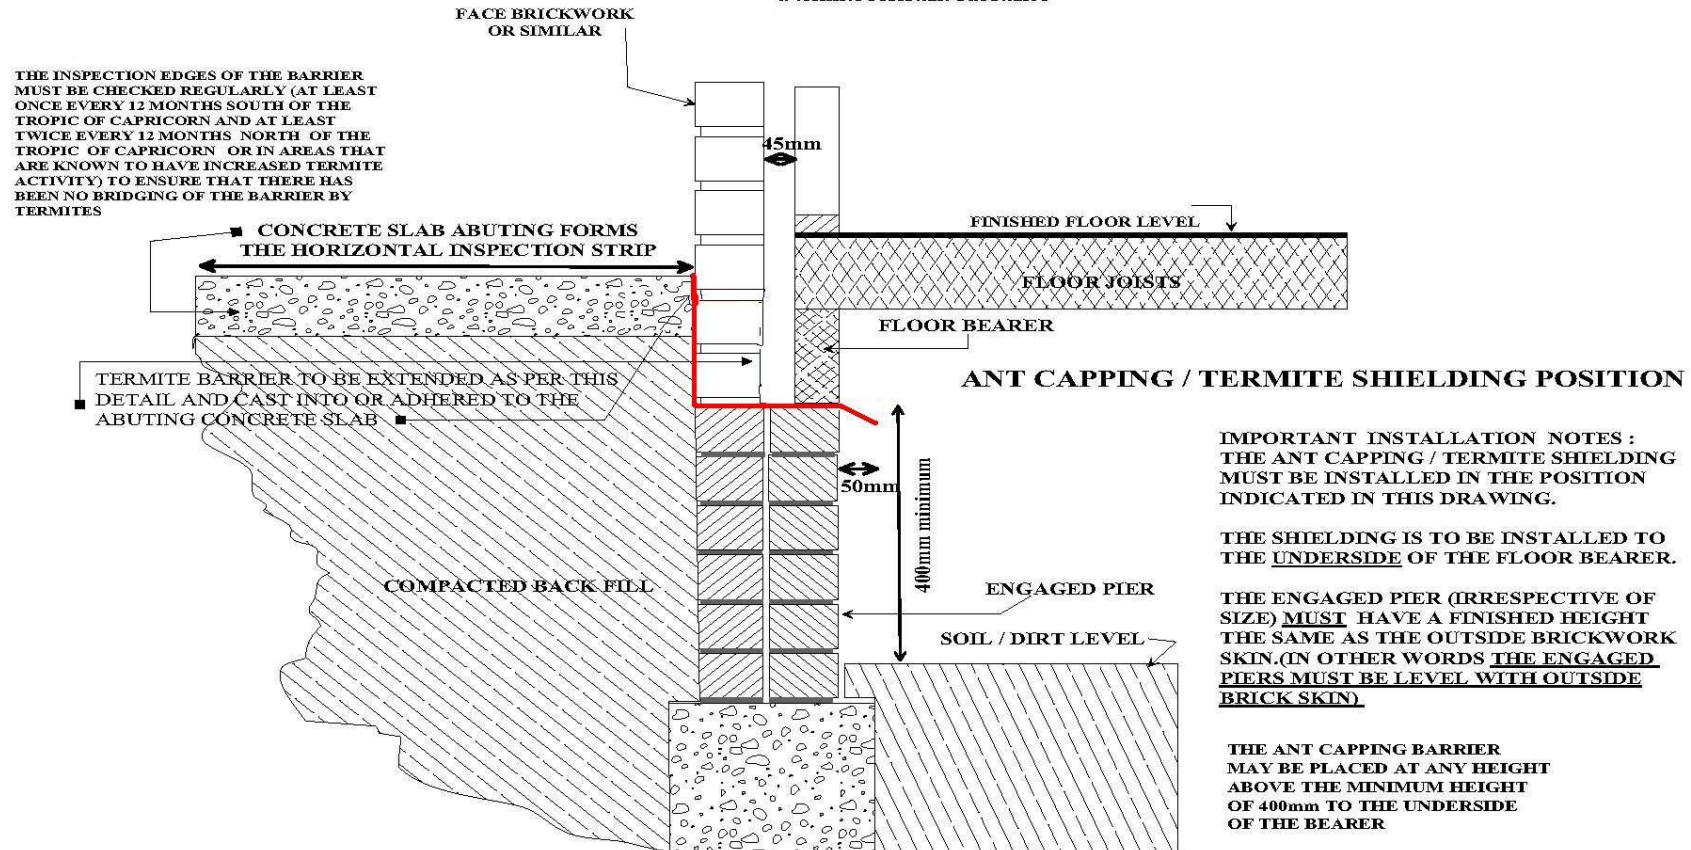 FACE BRICKWORK
OR SIMILAR
THE INSPECTION EDGES OF THE BARRIER
MUST BE CHECKED REGULARLY (AT LEAST
ONCE EVERY 12 MONTHS SOUTH OF THE
TROPIC OF CAPRICORN AND AT LEAST
TWICE EVERY 12 MONTHS NORTH OF THE
TROPIC OF CAPRICORN OR IN AREAS THAT
ARE KNOWN TO HAVE INCREASED TERMITE
ACTIVITY) TO ENSURE THAT THERE HAS
BEEN NO BRIDGING OF THE BARRIER BY
TERMITES
45mm
CONCRETE SLAB ABUTING FORMS
THE HORIZONTAL INSPECTION STRIP
FINISHED FLOOR LEVEL
FLOOR JOISTS
FLOOR BEARER
TERMITE BARRIER TO BE EXTENDED AS PER THIS
DETAIL AND CAST INTO OR ADHERED TO THE
ABUTING CONCRETE SLAB
ANT CAPPING / TERMITE SHIELDING POSITION
50mm
400mm minimum
COMPACTED BACK FILL
ENGAGED PIER
SOIL / DIRT LEVEL
IMPORTANT INSTALLATION NOTES :
THE ANT CAPPING / TERMITE SHIELDING
MUST BE INSTALLED IN THE POSITION
INDICATED IN THIS DRAWING.
THE SHIELDING IS TO BE INSTALLED TO
THE UNDERSIDE OF THE FLOOR BEARER.
THE ENGAGED PIER (IRRESPECTIVE OF
SIZE) MUST HAVE A FINISHED HEIGHT
THE SAME AS THE OUTSIDE BRICKWORK
SKIN.(IN OTHER WORDS THE ENGAGED
PIERS MUST BE LEVEL WITH OUTSIDE
BRICK SKIN)
THE ANT CAPPING BARRIER
MAY BE PLACED AT ANY HEIGHT
ABOVE THE MINIMUM HEIGHT
OF 400mm TO THE UNDERSIDE
OF THE BEARER